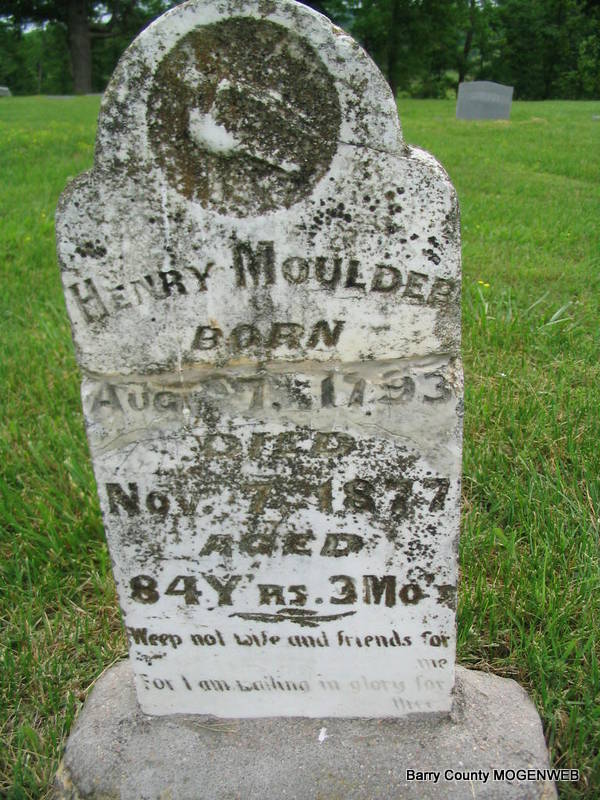 HENRY MOULDER
BORN
AUG. 7. 1793
DIED
NOV. 7. 1877
AGED
84 Y'RS. 3 MO'S
Weep not wife and friends for
me
For I am waiting in glory for
thee
Barry County MOGENWEB